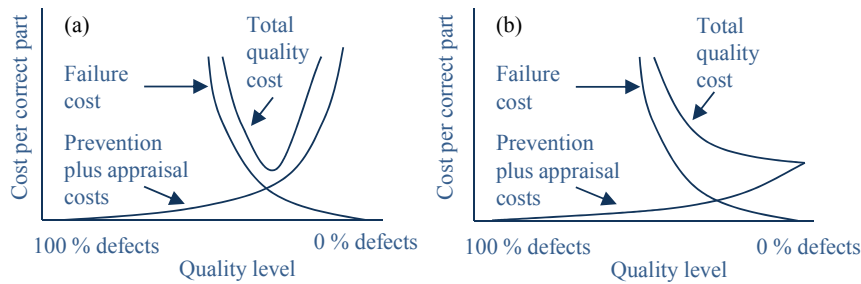 (a)
Total
quality
cost
Failure
cost
Prevention
plus appraisal
costs
Cost per correct part
100 % defects
0 % defects
Quality level
(b)
Total
quality
cost
Failure
cost
Prevention
plus appraisal
costs
Cost per correct part
100 % defects
0 % defects
Quality level